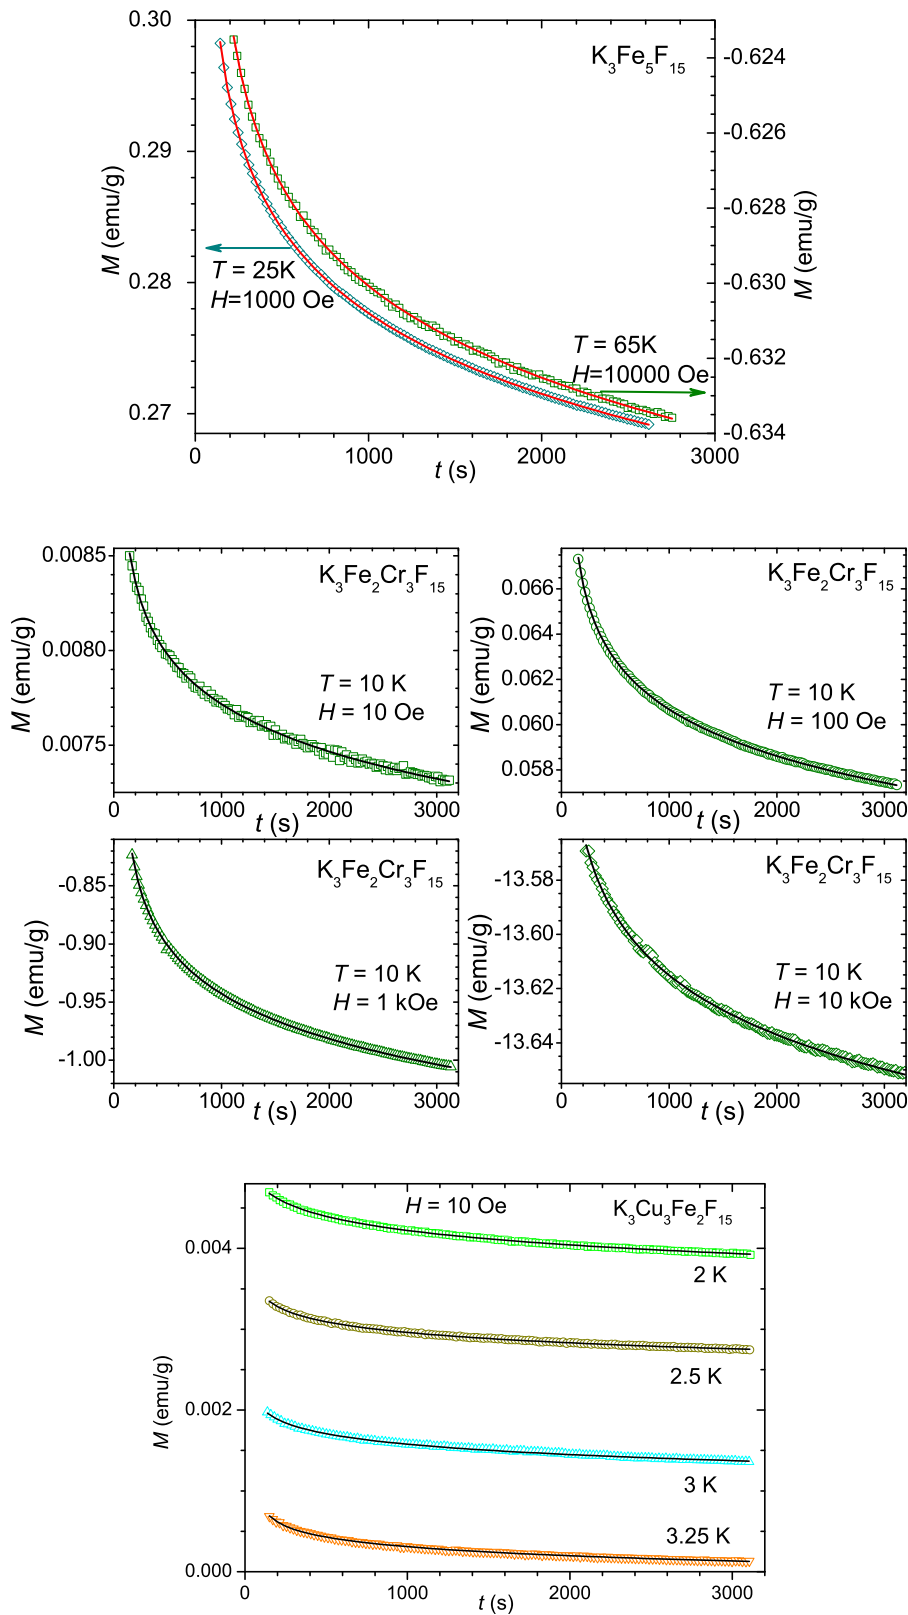 0.30
0.29
0.28
0.27
M (emu/g)
K3Fe5F15
T = 25K
H=1000 Oe
T = 65K
H=10000 Oe
-0.624
-0.626
-0.628
-0.630
-0.632
-0.634
M (emu/g)
0 1000 2000 3000
t (s)
0.0085
0.0080
0.0075
M (emu/g)
K3Fe2Cr3F15
T = 10 K
H = 10 Oe
0 1000 2000 3000
t (s)
0.066
0.064
0.062
0.060
0.058
M (emu/g)
K3Fe2Cr3F15
T = 10 K
H = 100 Oe
0 1000 2000 3000
t (s)
-0.85
-0.90
-0.95
-1.00
M (emu/g)
K3Fe2Cr3F15
T = 10 K
H = 1 kOe
0 1000 2000 3000
t (s)
-13.58
-13.60
-13.62
-13.64
M (emu/g)
K3Fe2Cr3F15
T = 10 K
H = 10 kOe
0 1000 2000 3000
t (s)
H = 10 Oe
K3Cu3Fe2F15
0.004
0.002
0.000
M (emu/g)
2 K
2.5 K
3 K
3.25 K
0 1000 2000 3000
t (s)